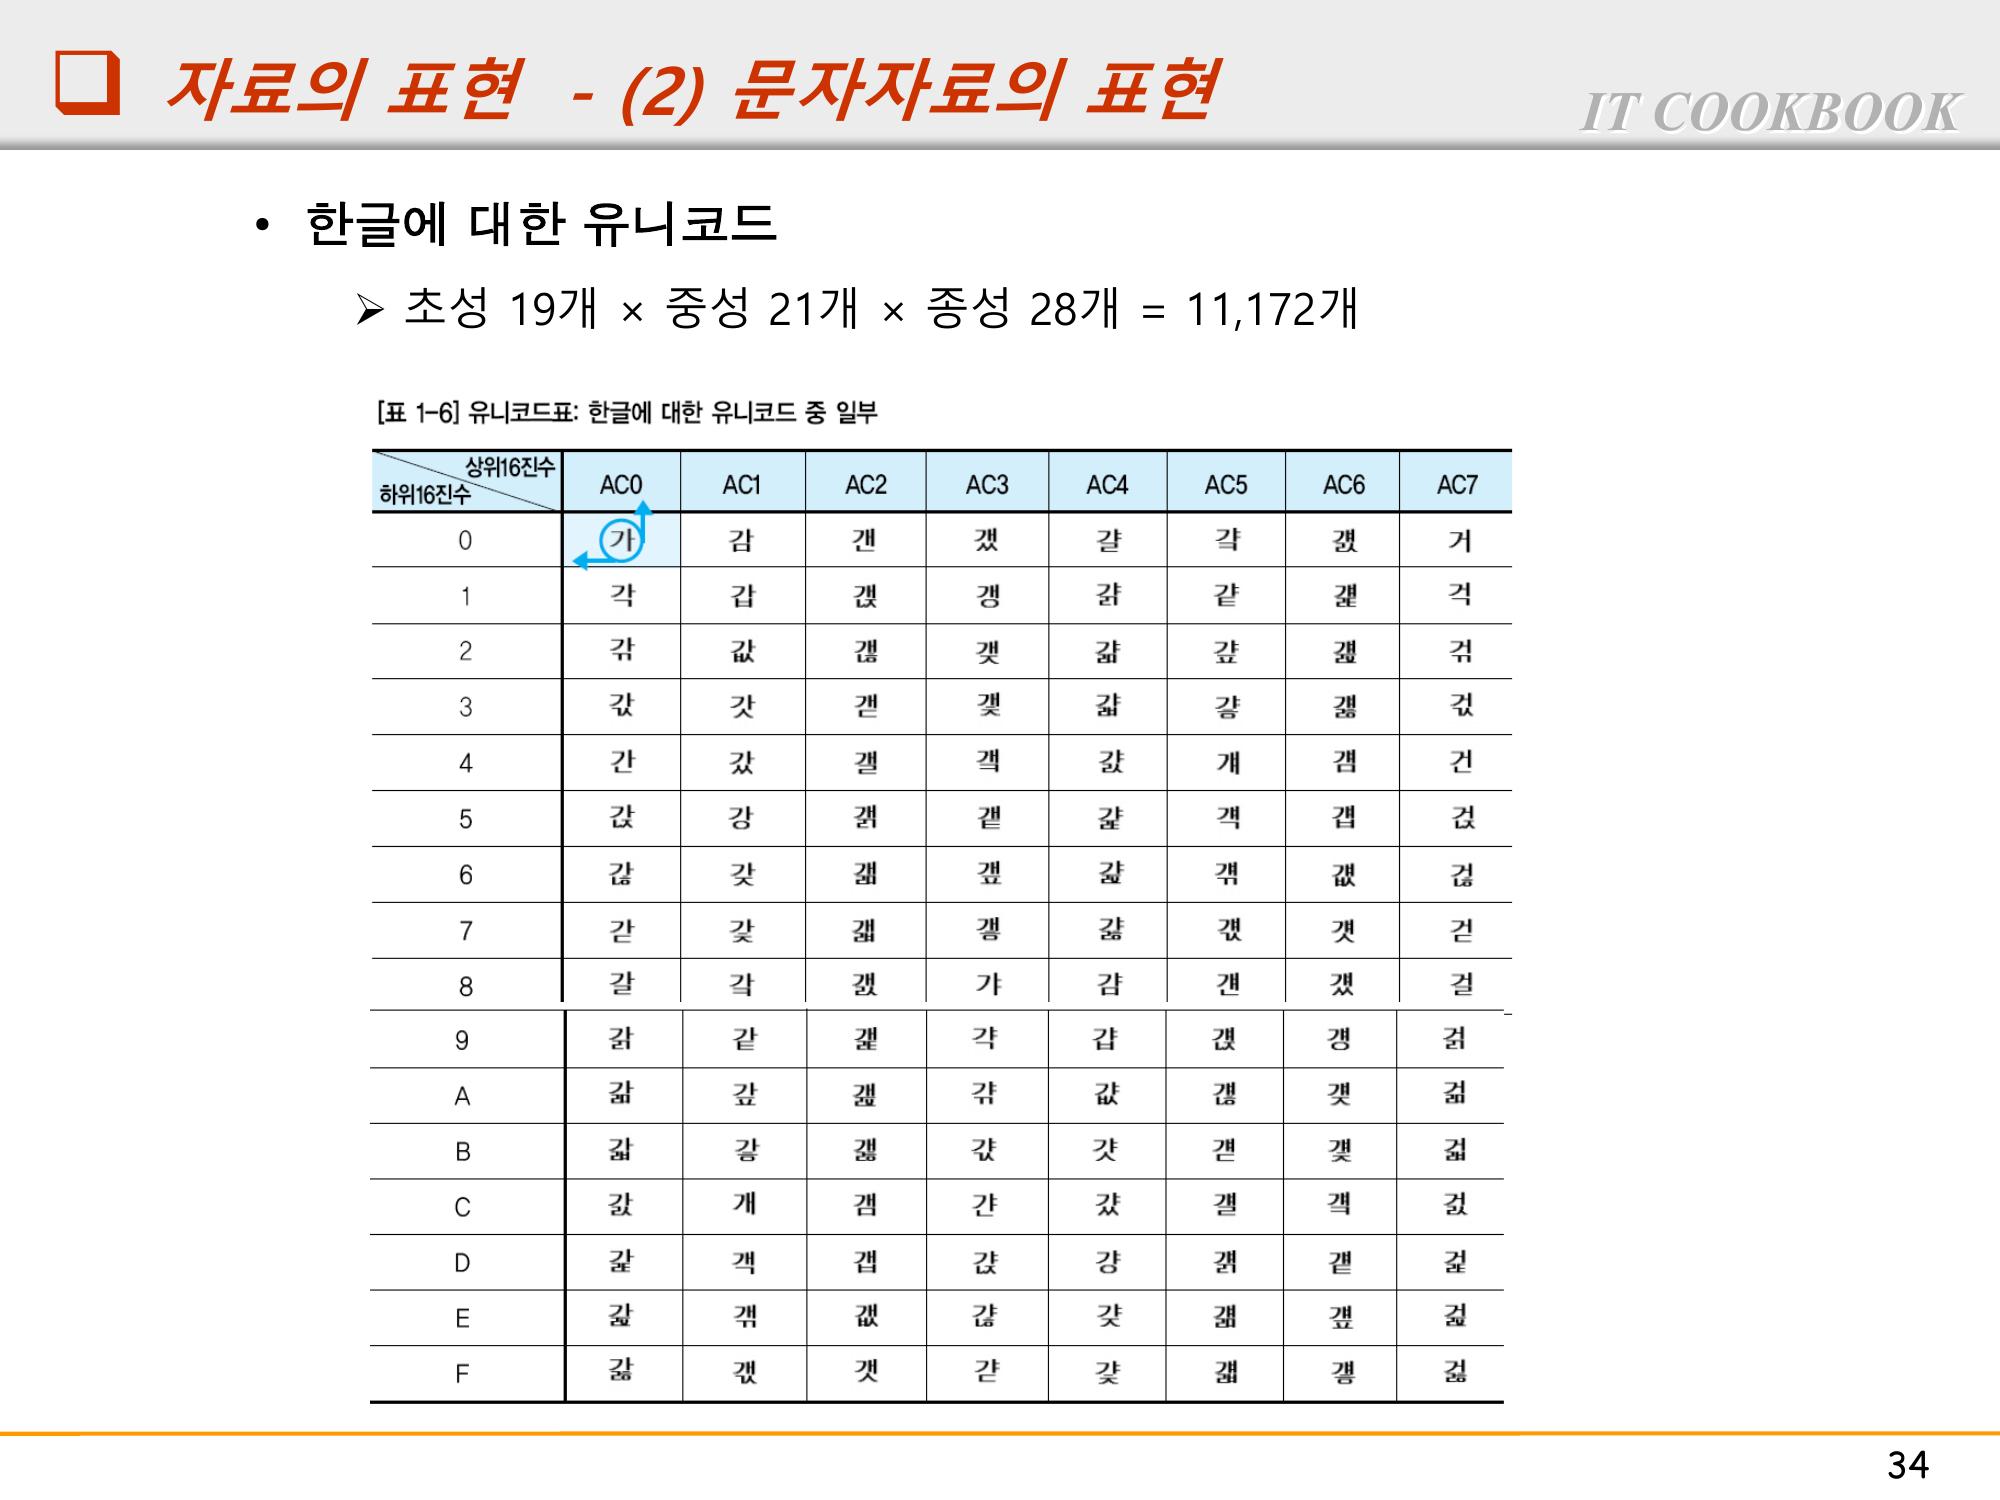 자료의 표현 - (2) 문자자료의 표현
IT COOKBOOK
• 한글에 대한 유니코드
➢ 초성 19개 × 중성 21개 × 종성 28개 = 11,172개
[표 1-6] 유니코드표: 한글에 대한 유니코드 중 일부
상위16진수 하위16진수 AC0 AC1 AC2 AC3 AC4 AC5 AC6 AC7
0 가 감 갠 갰 걀 걐 걠 거
1 각 갑 갡 갱 걁 걑 걡 걱
2 갂 값 갢 갲 걂 걒 걢 걲
3 갃 갓 갣 갳 걃 걓 걣 걳
4 간 갔 갤 갴 걄 걔 걤 건
5 갅 강 갥 갵 걅 걕 걥 걵
6 갆 갖 갦 갶 걆 걖 걦 걶
7 갇 갗 갧 갷 걇 걗 걧 걷
8 갈 갘 갨 갸 걈 걘 걨 걸
9 갉 같 갩 갹 걉 걙 걩 걹
A 갊 갚 갪 갺 걊 걚 걪 걺
B 갋 갛 갫 갻 걋 걛 걫 걻
C 갌 개 갬 갼 걌 걜 걬 걼
D 갍 객 갭 갽 걍 걝 걭 걽
E 갎 갞 갮 갾 걎 걞 걮 걾
F 갏 갟 갯 갿 걏 걟 걯 걿
34